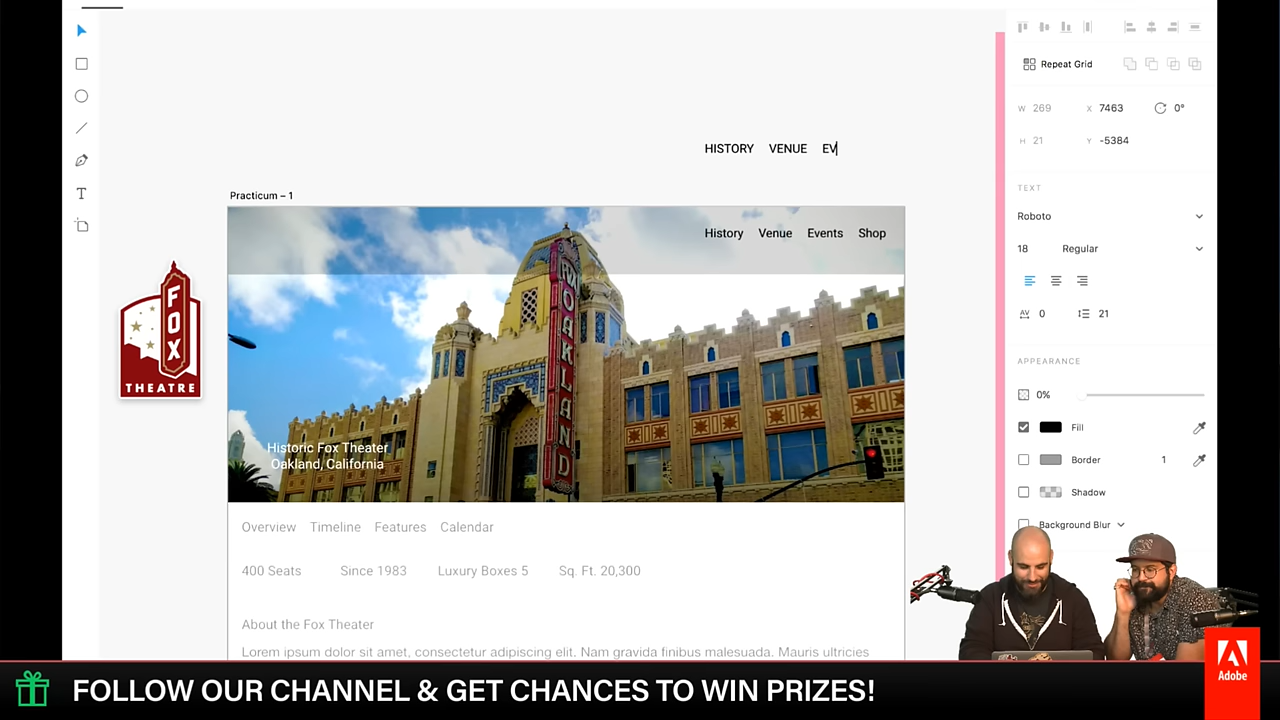 Repeat Grid
W 269 X 7463 0°
H 21 Y -5384
HISTORY VENUE EV
TEXT
Practicum – 1
Roboto
History Venue Events Shop
18 Regular
T
AV 0 21
OAKLAND
FOX
THEATRE
APPEARANCE
0%
Fill
Border 1
Historic Fox Theater
Oakland, California
Shadow
Background Blur
Overview Timeline Features Calendar
400 Seats Since 1983 Luxury Boxes 5 Sq. Ft. 20,300
About the Fox Theater
Lorem ipsum dolor sit amet, consectetur adipiscing elit. Nam gravida finibus malesuada. Mauris ultricies
FOLLOW OUR CHANNEL & GET CHANCES TO WIN PRIZES!
Adobe